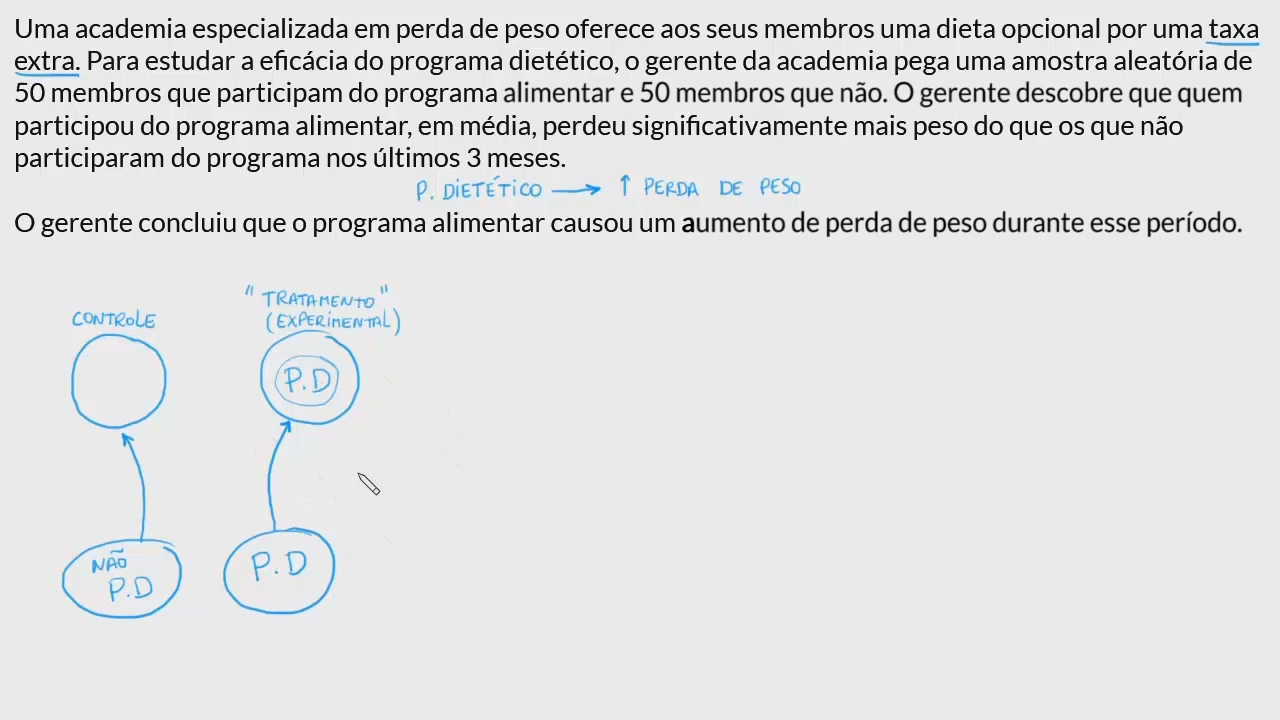 Uma academia especializada em perda de peso oferece aos seus membros uma dieta opcional por uma taxa
extra. Para estudar a eficácia do programa dietético, o gerente da academia pega uma amostra aleatória de
50 membros que participam do programa alimentar e 50 membros que não. O gerente descobre que quem
participou do programa alimentar, em média, perdeu significativamente mais peso do que os que não
participaram do programa nos últimos 3 meses.
P. DIETÉTICO → ↑ PERDA DE PESO
O gerente concluiu que o programa alimentar causou um aumento de perda de peso durante esse período.
"TRATAMENTO"
CONTROLE (EXPERIMENTAL)
P.D
NÃO
P.D P.D